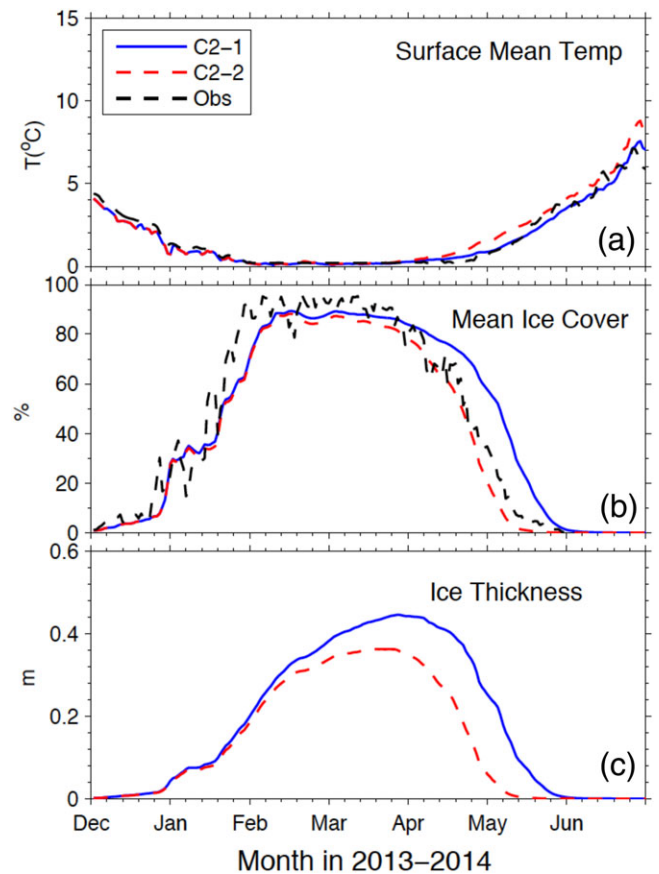 15
C2-1
C2-2
Obs
Surface Mean Temp
10
T(°C)
5
(a)
0
100
Mean Ice Cover
80
60
%
40
20
(b)
0
0.6
Ice Thickness
0.4
m
0.2
(c)
0
Dec Jan Feb Mar Apr May Jun
Month in 2013–2014